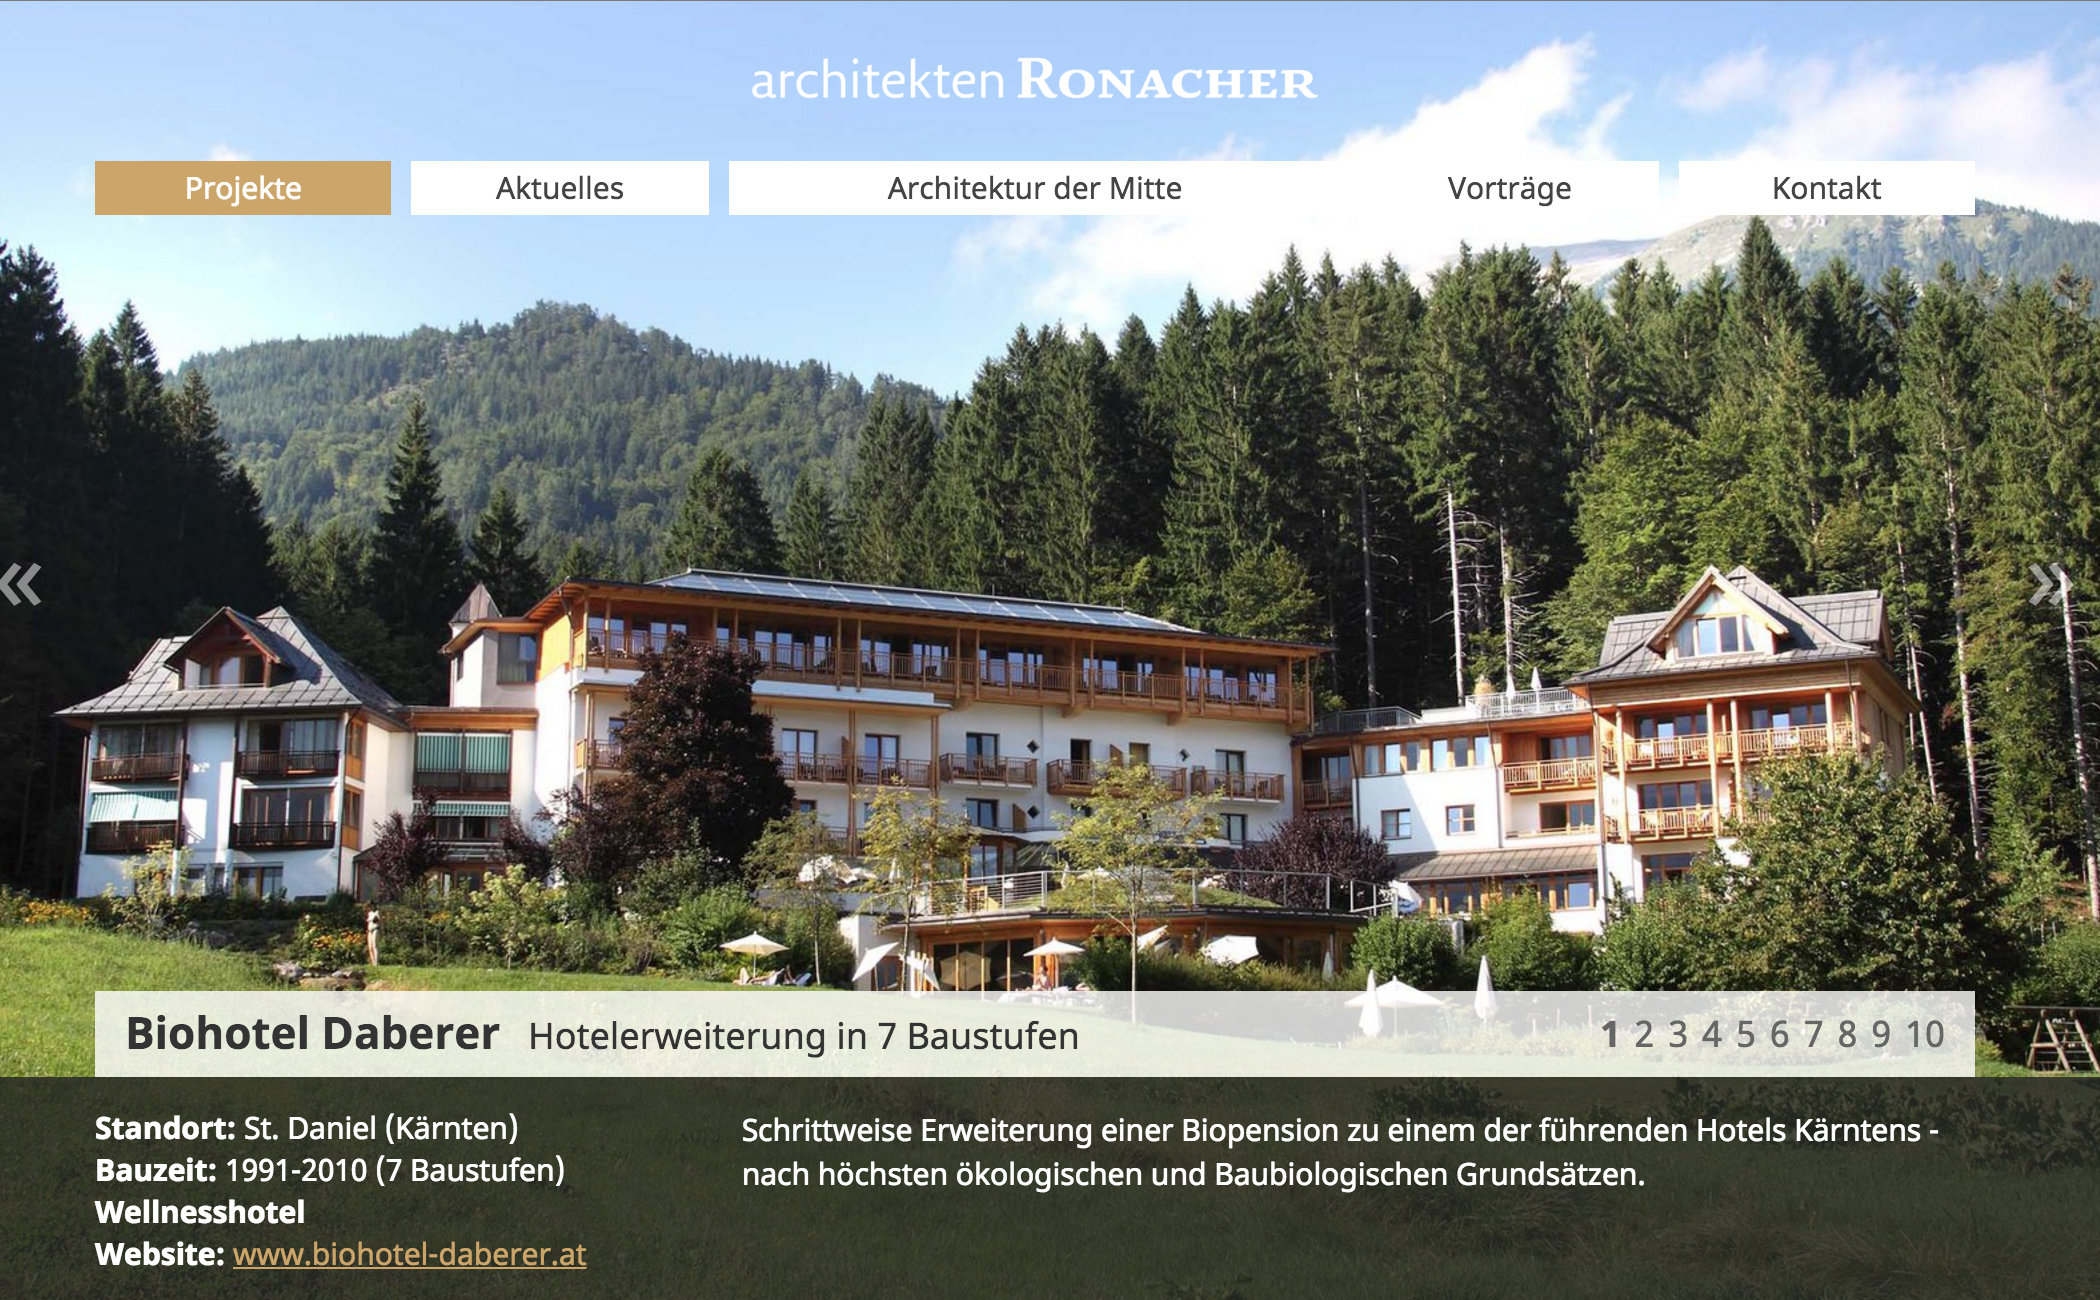 architekten RONACHER
Projekte
Aktuelles
Architektur der Mitte
Vorträge
Kontakt
«
»
Biohotel Daberer Hotelerweiterung in 7 Baustufen
1 2 3 4 5 6 7 8 9 10
Standort: St. Daniel (Kärnten)
Bauzeit: 1991-2010 (7 Baustufen)
Wellnesshotel
Website: www.biohotel-daberer.at
Schrittweise Erweiterung einer Biopension zu einem der führenden Hotels Kärntens -
nach höchsten ökologischen und Baubiologischen Grundsätzen.